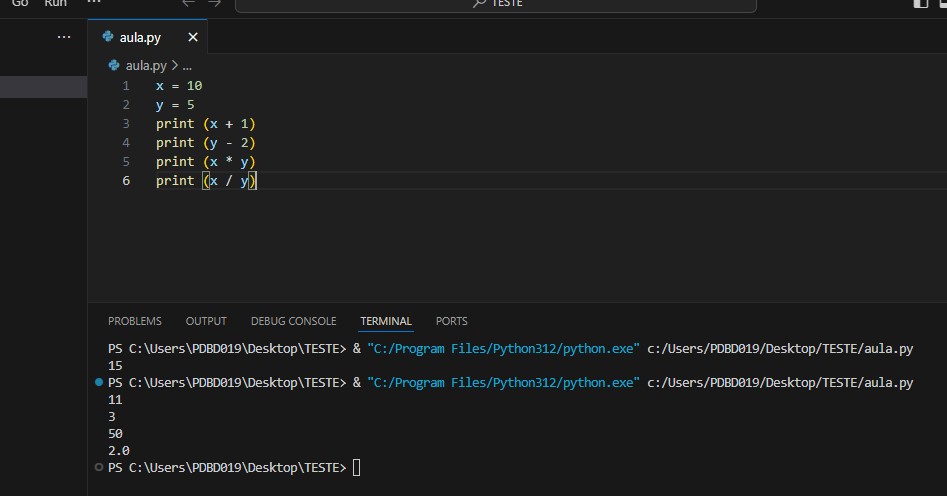 Go Run ...
TESTE
...
aula.py
aula.py > ...
1 x = 10
2 y = 5
3 print (x + 1)
4 print (y - 2)
5 print (x * y)
6 print (x / y)
PROBLEMS OUTPUT DEBUG CONSOLE TERMINAL PORTS
PS C:\Users\PDBD019\Desktop\TESTE> & "C:/Program Files/Python312/python.exe" c:/Users/PDBD019/Desktop/TESTE/aula.py
15
PS C:\Users\PDBD019\Desktop\TESTE> & "C:/Program Files/Python312/python.exe" c:/Users/PDBD019/Desktop/TESTE/aula.py
11
3
50
2.0
PS C:\Users\PDBD019\Desktop\TESTE>